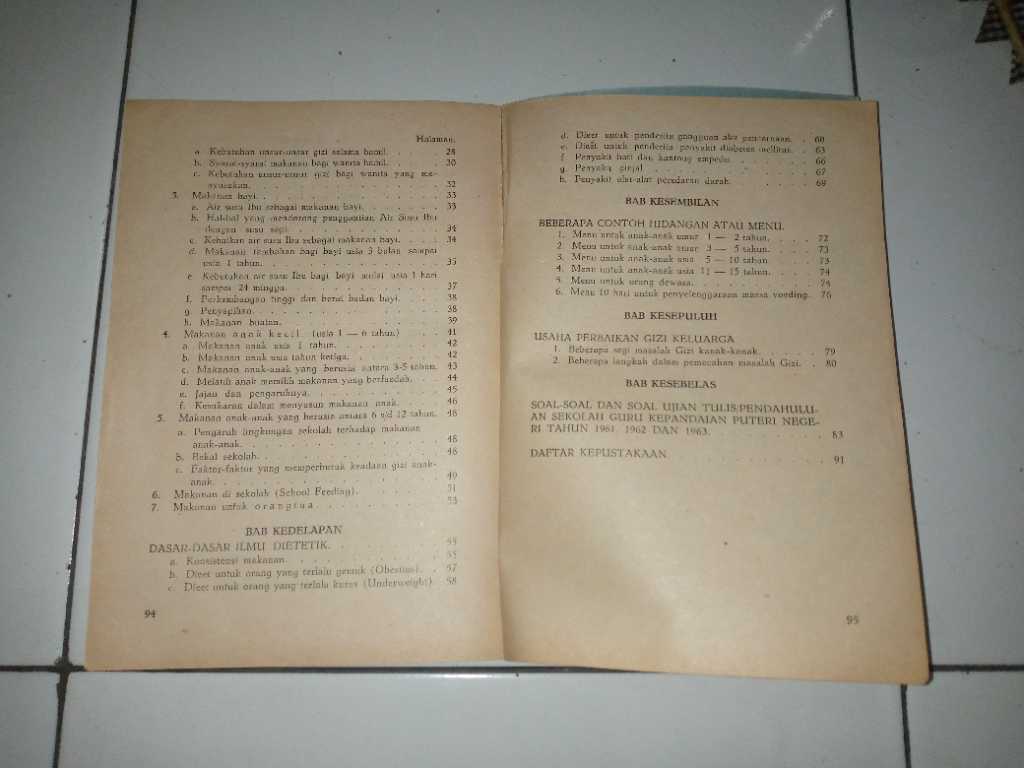 Halaman.
a. Kebutuhan unsur-unsur gizi selama hamil. . . . . . 28
b. Syarat-syarat makanan bagi wanita hamil. . . . . . 30
c. Kebutuhan unsur-unsur gizi bagi wanita yang me-
nyusukan. . . . . . . . . . . . . . . 32
3. Makanan bayi. . . . . . . . . . . . . . . 33
a. Air susu Ibu sebagai makanan bayi. . . . . . . 33
b. Hal-hal yang mendorong penggantian Air Susu Ibu
dengan susu sapi. . . . . . . . . . . . . 34
c. Kebaikan air susu Ibu sebagai makanan bayi. . . . 34
d. Makanan tambahan bagi bayi usia 3 bulan sampai
usia 1 tahun. . . . . . . . . . . . . . . 35
e. Kebutuhan air susu Ibu bagi bayi mulai usia 1 hari
sampai 24 minggu. . . . . . . . . . . . . 37
f. Perkembangan tinggi dan berat badan bayi. . . . . 38
g. Penyapihan. . . . . . . . . . . . . . . 38
h. Makanan buatan. . . . . . . . . . . . . . 39
4. Makanan anak kecil (usia 1 — 6 tahun) . . . . 41
a. Makanan anak usia 1 tahun. . . . . . . . . . 42
b. Makanan anak usia tahun ketiga. . . . . . . . 42
c. Makanan anak-anak yang berusia antara 3-5 tahun. 43
d. Melatih anak memilih makanan yang berfaedah. . . 44
e. Jajan dan pengaruhnya. . . . . . . . . . . . 45
f. Kesukaran dalam menyusun makanan anak. . . . . 46
5. Makanan anak-anak yang berusia antara 6 s/d 12 tahun. 48
a. Pengaruh lingkungan sekolah terhadap makanan
anak-anak. . . . . . . . . . . . . . . 48
b. Bekal sekolah. . . . . . . . . . . . . . 48
c. Faktor-faktor yang memperburuk keadaan gizi anak-
anak. . . . . . . . . . . . . . . . . 49
6. Makanan di sekolah (School Feeding). . . . . . . 51
7. Makanan untuk orangtua. . . . . . . . . . . 53
BAB KEDELAPAN
DASAR-DASAR ILMU DIETETIK. . . . . . . . . . 55
a. Konsistensi makanan. . . . . . . . . . . . 55
b. Dieet untuk orang yang terlalu gemuk (Obesitas). . 57
c. Dieet untuk orang yang terlalu kurus (Underweight). 58
94
d. Dieet untuk penderita gangguan alat pencernaan. . . 60
e. Dieet untuk penderita penyakit diabetes mellitus. . . 63
f. Penyakit hati dan kantung empedu. . . . . . . 66
g. Penyakit ginjal. . . . . . . . . . . . . . 67
h. Penyakit alat-alat peredaran darah. . . . . . . 69
BAB KESEMBILAN
BEBERAPA CONTOH HIDANGAN ATAU MENU.
1. Menu untuk anak-anak umur 1 — 2 tahun. . . . . 72
2. Menu untuk anak-anak umur 3 — 5 tahun. . . . . 73
3. Menu untuk anak-anak usia 5 — 10 tahun . . . . 73
4. Menu untuk anak-anak usia 11 — 15 tahun. . . . 74
5. Menu untuk orang dewasa. . . . . . . . . . . 74
6. Menu 10 hari untuk penyelenggaraan massa voeding. 76
BAB KESEPULUH
USAHA PERBAIKAN GIZI KELUARGA
1. Beberapa segi masalah Gizi kanak-kanak. . . . . . 79
2. Beberapa langkah dalam pemecahan masalah Gizi. . 80
BAB KESEBELAS
SOAL-SOAL DAN SOAL UJIAN TULIS/PENDAHULU-
AN SEKOLAH GURU KEPANDAIAN PUTERI NEGE-
RI TAHUN 1961, 1962 DAN 1963. . . . . . . . . 83
DAFTAR KEPUSTAKAAN . . . . . . . . . . . 91
95